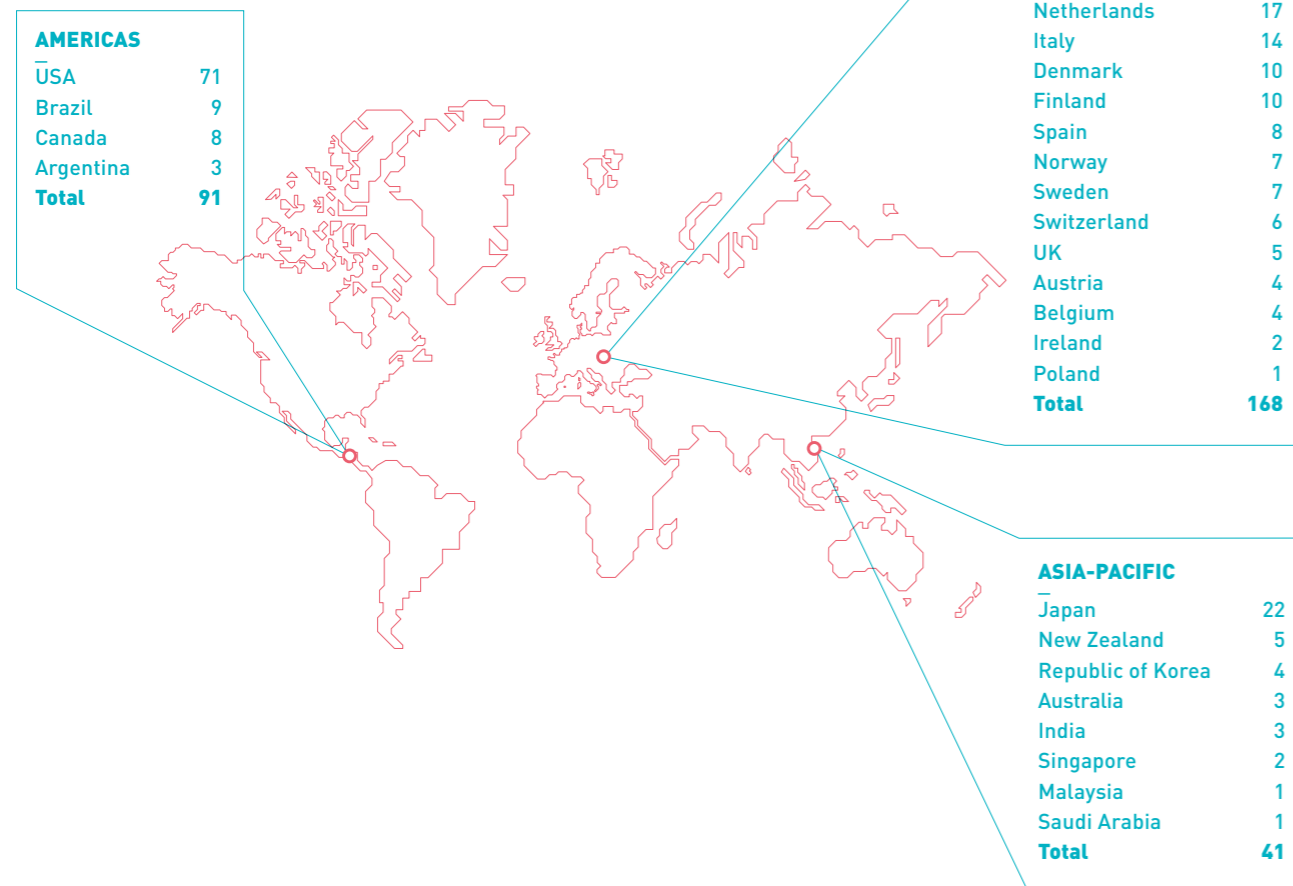 AMERICAS
USA 71
Brazil 9
Canada 8
Argentina 3
Total 91
Netherlands 17
Italy 14
Denmark 10
Finland 10
Spain 8
Norway 7
Sweden 7
Switzerland 6
UK 5
Austria 4
Belgium 4
Ireland 2
Poland 1
Total 168
ASIA-PACIFIC
Japan 22
New Zealand 5
Republic of Korea 4
Australia 3
India 3
Singapore 2
Malaysia 1
Saudi Arabia 1
Total 41